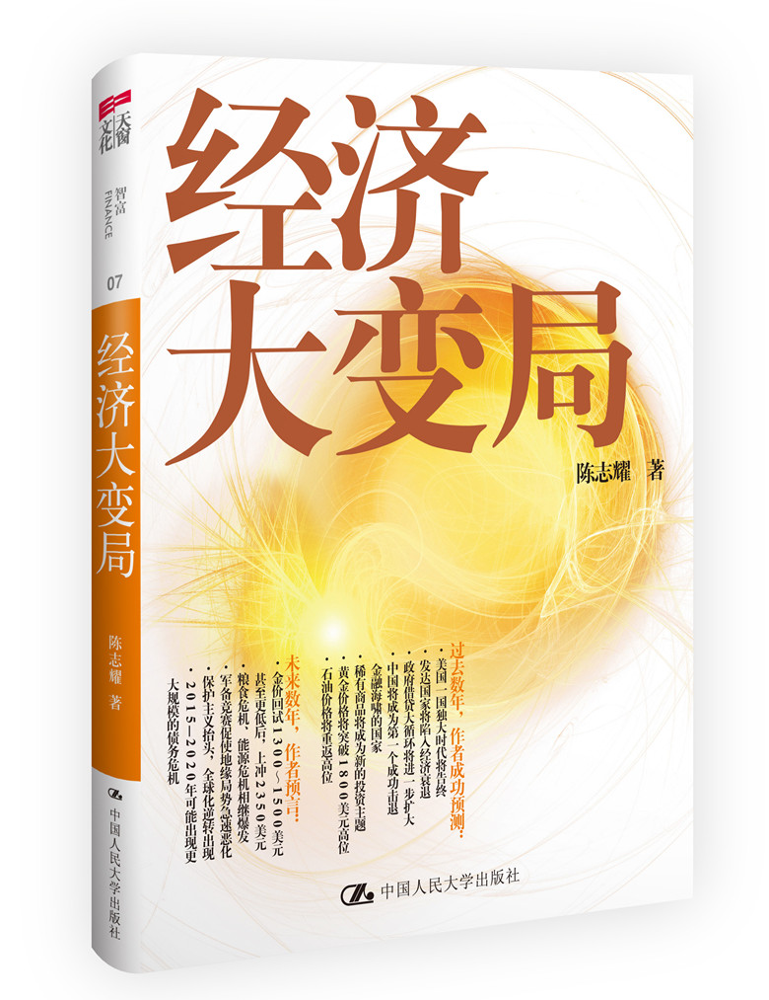 经济
大变局
陈志耀 著
过去数年，作者成功预测：
·美国一国独大时代将告终
·发达国家将陷入经济衰退
·政府借贷大循环将进一步扩大
·中国将成为第一个成功击退
金融海啸的国家
·稀有商品将成为新的投资主题
·黄金价格将突破1800美元高位
·石油价格将重返高位
未来数年，作者预言：
·金价回试1300～1500美元
甚至更低后，上冲2350美元
·粮食危机、能源危机相继爆发
·军备竞赛促使地缘局势急速恶化
·保护主义抬头，全球化逆转出现
·2015—2020年可能出现更
大规模的债务危机
中国人民大学出版社
天窗
文化
智富
FINANCE
07
经济大变局
陈志耀 著
中国人民大学出版社